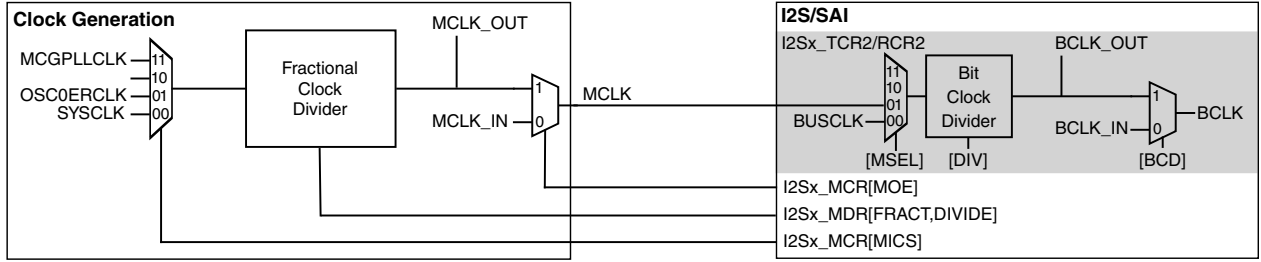 Clock Generation
MCGPLLCLK
11
10
OSC0ERCLK
01
SYSCLK
00
Fractional
Clock
Divider
MCLK_OUT
1
MCLK_IN
0
MCLK
I2S/SAI
I2Sx_TCR2/RCR2
11
10
01
BUSCLK
00
[MSEL]
Bit
Clock
Divider
[DIV]
BCLK_OUT
1
BCLK_IN
0
BCLK
[BCD]
I2Sx_MCR[MOE]
I2Sx_MDR[FRACT,DIVIDE]
I2Sx_MCR[MICS]